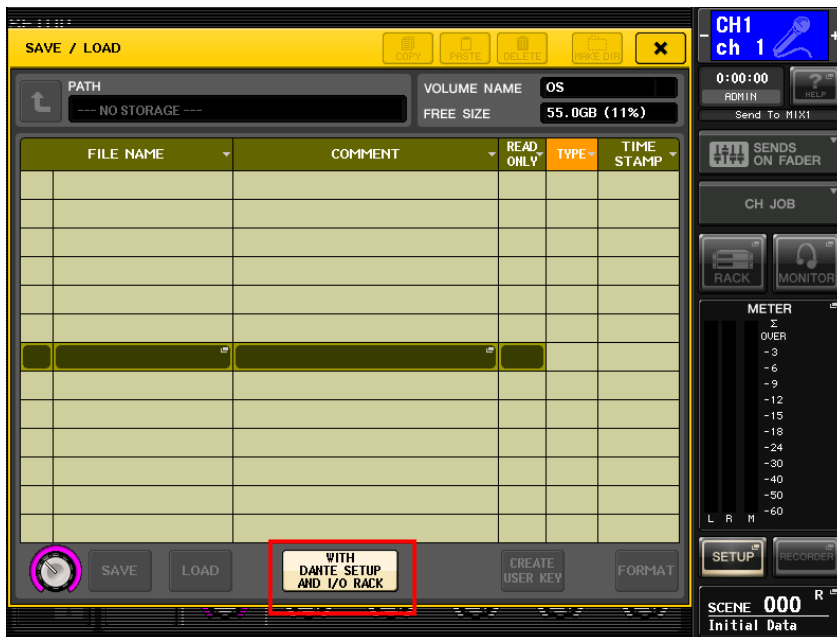 SETUP
SAVE / LOAD
COPY
PASTE
DELETE
MAKE DIR
PATH
--- NO STORAGE ---
VOLUME NAME
OS
FREE SIZE
55.0GB (11%)
FILE NAME
COMMENT
READ
ONLY
TYPE
TIME
STAMP
SAVE
LOAD
WITH
DANTE SETUP
AND I/O RACK
CREATE
USER KEY
FORMAT
CH1
ch 1
0:00:00
ADMIN
?
HELP
Send To MIX1
SENDS
ON FADER
CH JOB
RACK
MONITOR
METER
Σ
OVER
-3
-6
-9
-12
-15
-18
-24
-30
-40
-50
-60
L R M
SETUP
RECORDER
SCENE 000 R
Initial Data